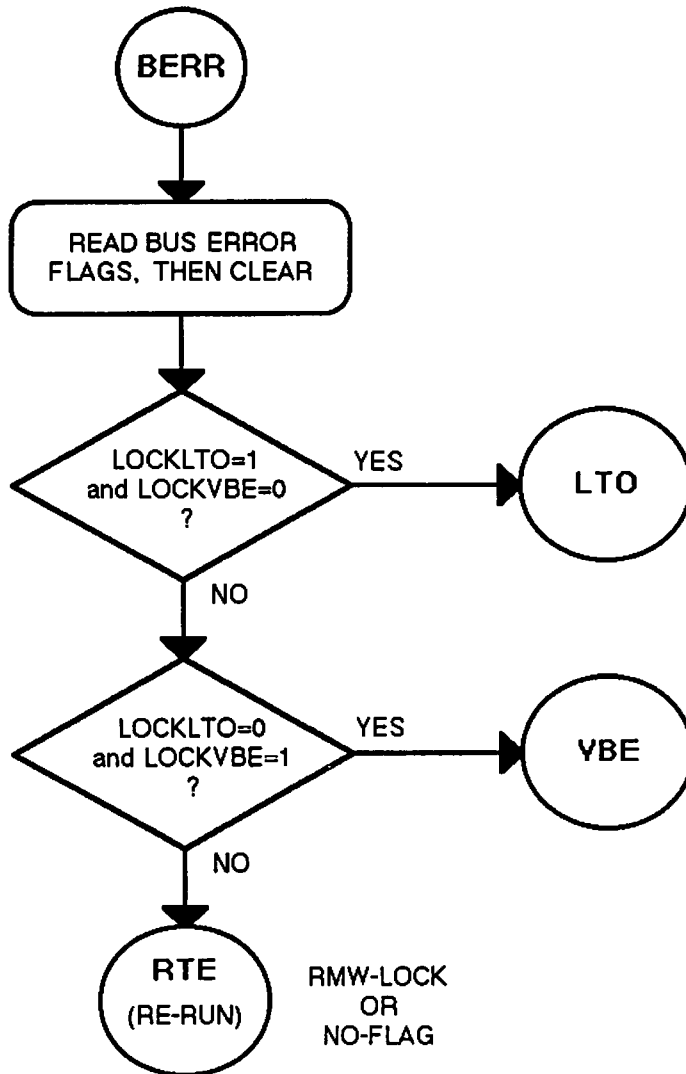 BERR
READ BUS ERROR
FLAGS, THEN CLEAR
LOCKLTO=1
and LOCKVBE=0
?
YES
LTO
NO
LOCKLTO=0
and LOCKVBE=1
?
YES
VBE
NO
RTE
(RE-RUN)
RMW-LOCK
OR
NO-FLAG